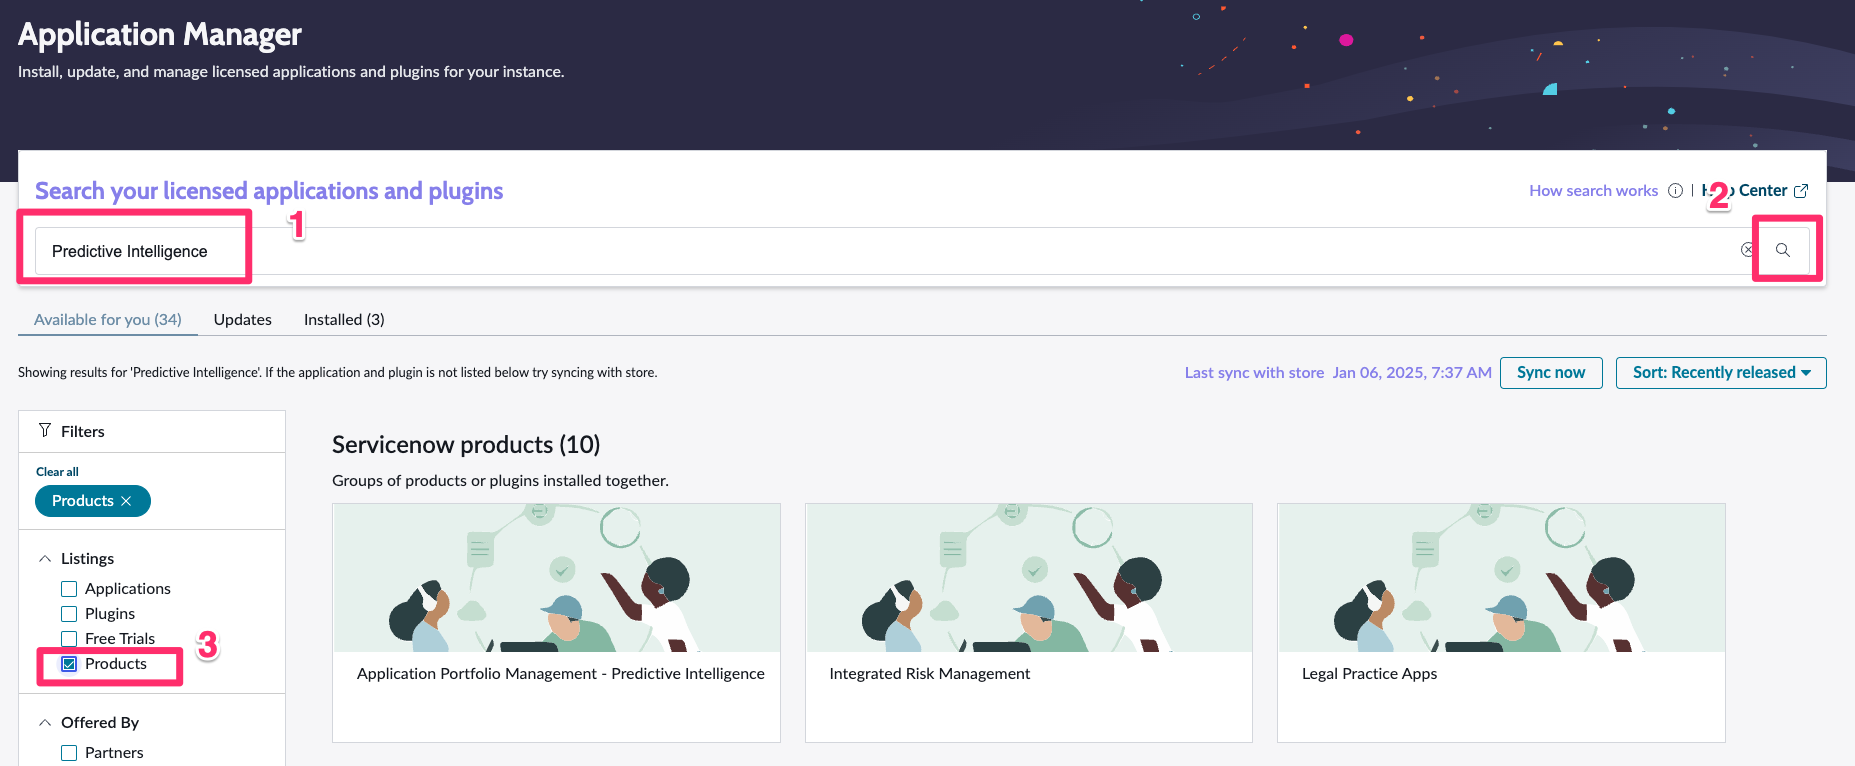 Application Manager
Install, update, and manage licensed applications and plugins for your instance.
Search your licensed applications and plugins
How search works | Center
1
2
Predictive Intelligence
Available for you (34) Updates Installed (3)
Showing results for 'Predictive Intelligence'. If the application and plugin is not listed below try syncing with store.
Last sync with store Jan 06, 2025, 7:37 AM Sync now Sort: Recently released
Filters
Clear all
Products
Listings
Applications
Plugins
Free Trials
Products
3
Offered By
Partners
Servicenow products (10)
Groups of products or plugins installed together.
Application Portfolio Management - Predictive Intelligence
Integrated Risk Management
Legal Practice Apps